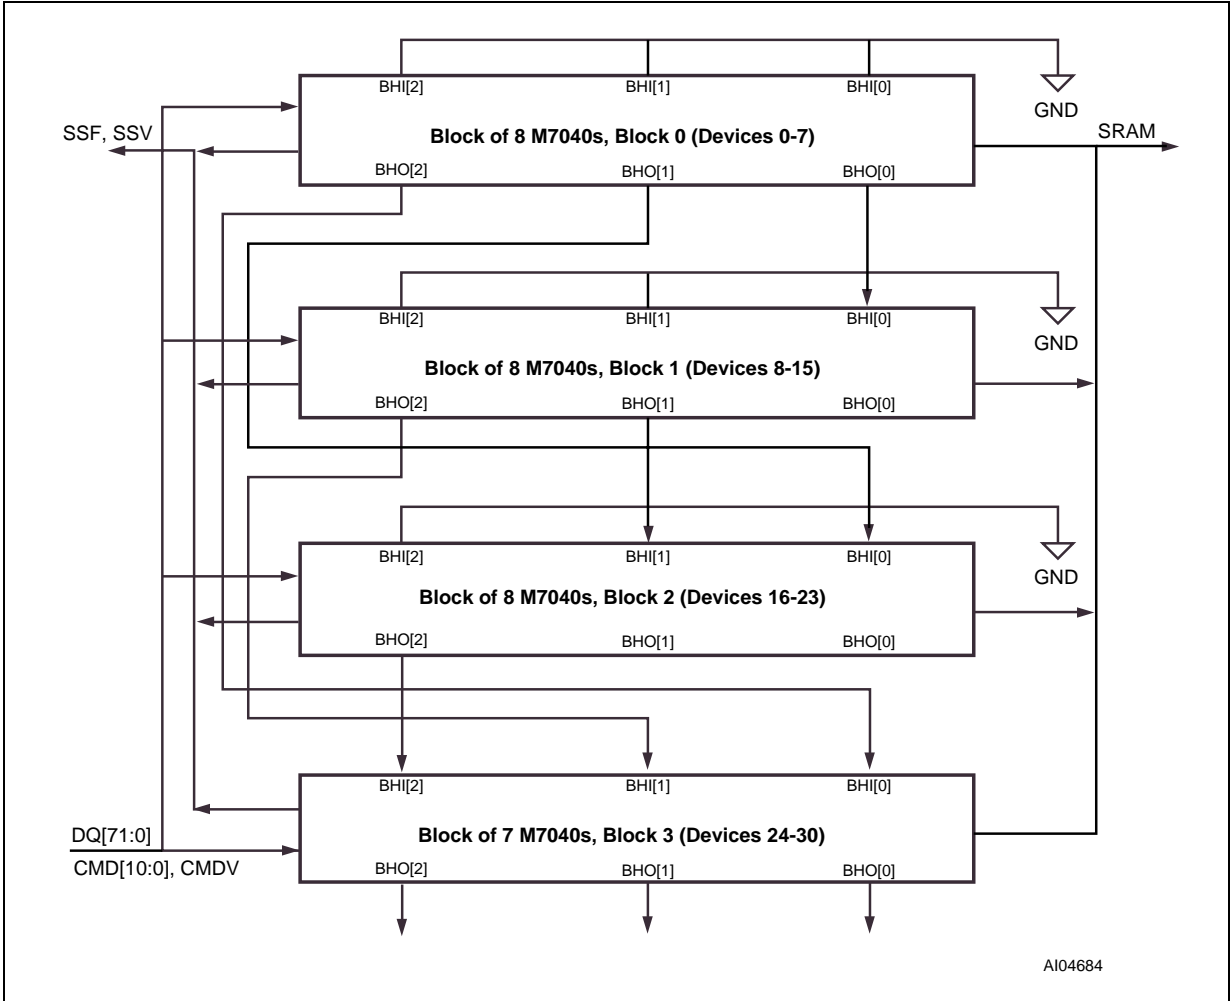 BHI[2] BHI[1] BHI[0]
GND
Block of 8 M7040s, Block 0 (Devices 0-7)
SSF, SSV
SRAM
BHO[2] BHO[1] BHO[0]
BHI[2] BHI[1] BHI[0]
GND
Block of 8 M7040s, Block 1 (Devices 8-15)
BHO[2] BHO[1] BHO[0]
BHI[2] BHI[1] BHI[0]
GND
Block of 8 M7040s, Block 2 (Devices 16-23)
BHO[2] BHO[1] BHO[0]
BHI[2] BHI[1] BHI[0]
DQ[71:0]
Block of 7 M7040s, Block 3 (Devices 24-30)
CMD[10:0], CMDV
BHO[2] BHO[1] BHO[0]
AI04684